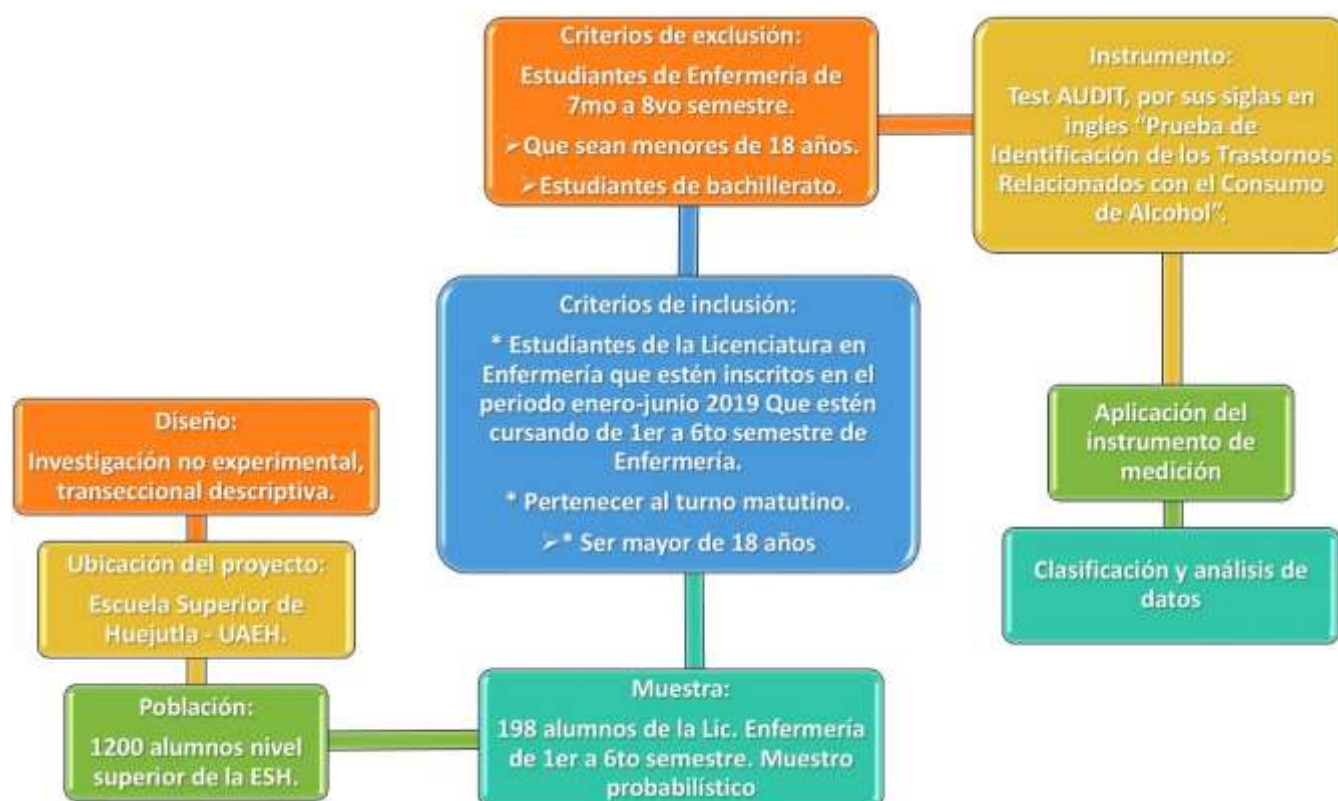 Diseño:
Investigación no experimental,
transeccional descriptiva.
Ubicación del proyecto:
Escuela Superior de
Huejutla - UAEH.
Población:
1200 alumnos nivel
superior de la ESH.
Muestra:
198 alumnos de la Lic. Enfermería
de 1er a 6to semestre. Muestro
probabilístico
Criterios de inclusión:
* Estudiantes de la Licenciatura en
Enfermería que estén inscritos en el
periodo enero-junio 2019 Que estén
cursando de 1er a 6to semestre de
Enfermería.
* Pertenecer al turno matutino.
➢* Ser mayor de 18 años
Criterios de exclusión:
Estudiantes de Enfermería de
7mo a 8vo semestre.
➢Que sean menores de 18 años.
➢Estudiantes de bachillerato.
Instrumento:
Test AUDIT, por sus siglas en
ingles “Prueba de
Identificación de los Trastornos
Relacionados con el Consumo
de Alcohol”.
Aplicación del
instrumento de
medición
Clasificación y análisis de
datos